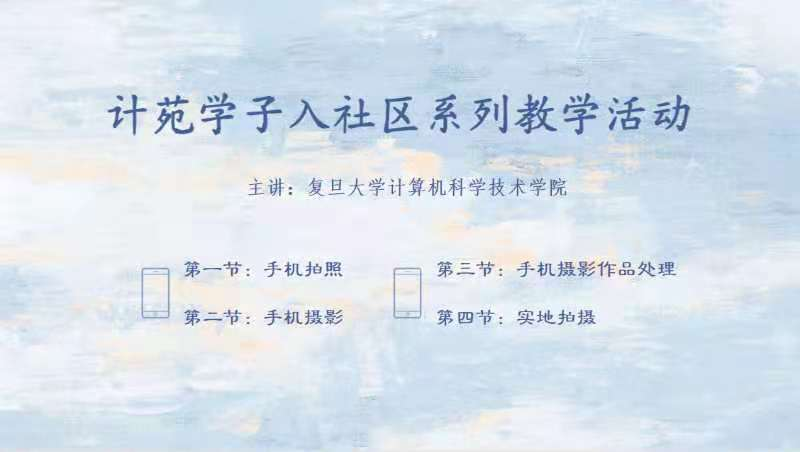 计苑学子入社区系列教学活动
主讲：复旦大学计算机科学技术学院
第一节：手机拍照
第二节：手机摄影
第三节：手机摄影作品处理
第四节：实地拍摄